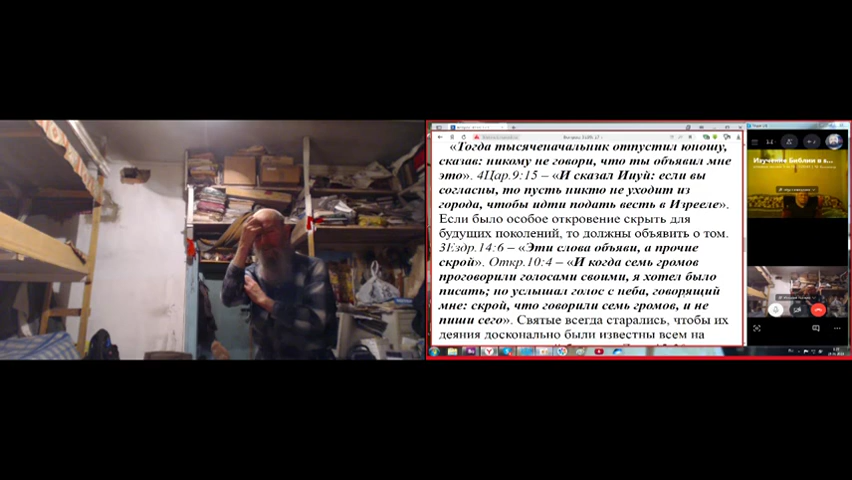 «Тогда тысяченачальник отпустил юношу,
сказав: никому не говори, что ты объявил мне
это». 4Цар.9:15 – «И сказал Ииуй: если вы
согласны, то пусть никто не уходит из
города, чтобы идти подать весть в Изрееле».
Если было особое откровение скрыть для
будущих поколений, то должны объявить о том.
3Ездр.14:6 – «Эти слова объяви, а прочие
скрой». Откр.10:4 – «И когда семь громов
проговорили голосами своими, я хотел было
писать; но услышал голос с неба, говорящий
мне: скрой, что говорили семь громов, и не
пиши сего». Святые всегда старались, чтобы их
деяния досконально были известны всем на
Изучение Библии в к...